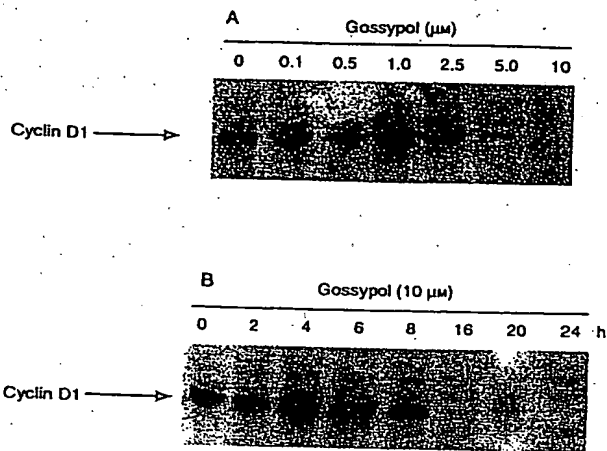 A
Gossypol (μM)
0 0.1 0.5 1.0 2.5 5.0 10
Cyclin D1
B
Gossypol (10 μM)
0 2 4 6 8 16 20 24 h
Cyclin D1